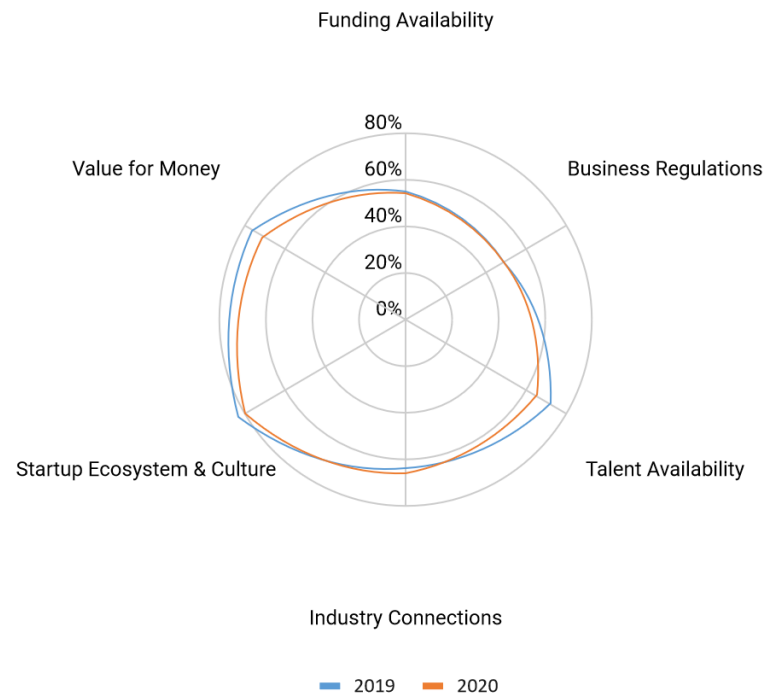 Funding Availability
80%
Value for Money
60%
Business Regulations
40%
20%
0%
Startup Ecosystem & Culture
Talent Availability
Industry Connections
2019
2020